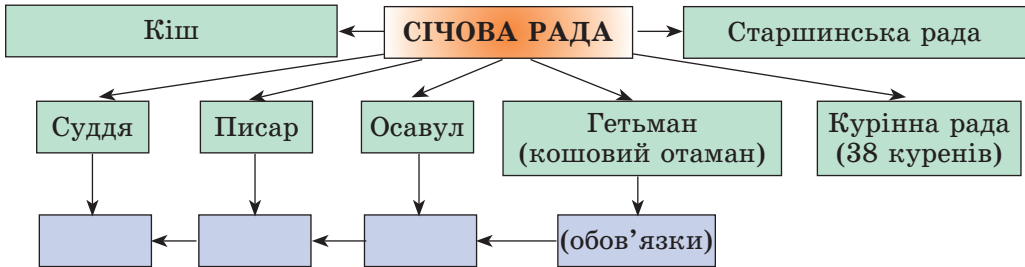 Кіш
СІЧОВА РАДА
Старшинська рада
Суддя
Писар
Осавул
Гетьман
(кошовий отаман)
Курінна рада
(38 куренів)
(обов’язки)